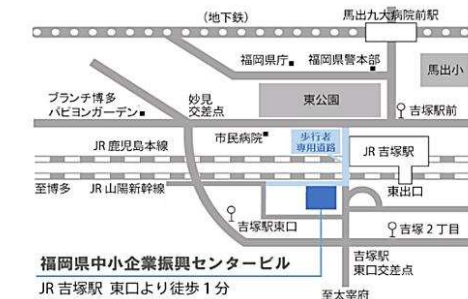 (地下鉄)
馬出九大病院前駅
福岡県庁
福岡県警本部
馬出小
ブランチ博多
パピヨンガーデン
妙見
交差点
東公園
吉塚駅前
市民病院
歩行者
専用道路
JR 吉塚駅
JR 鹿児島本線
至博多
JR 山陽新幹線
東出口
吉塚駅東口
吉塚2丁目
福岡県中小企業振興センタービル
JR 吉塚駅 東口より徒歩1分
吉塚駅
東口交差点
至太宰府